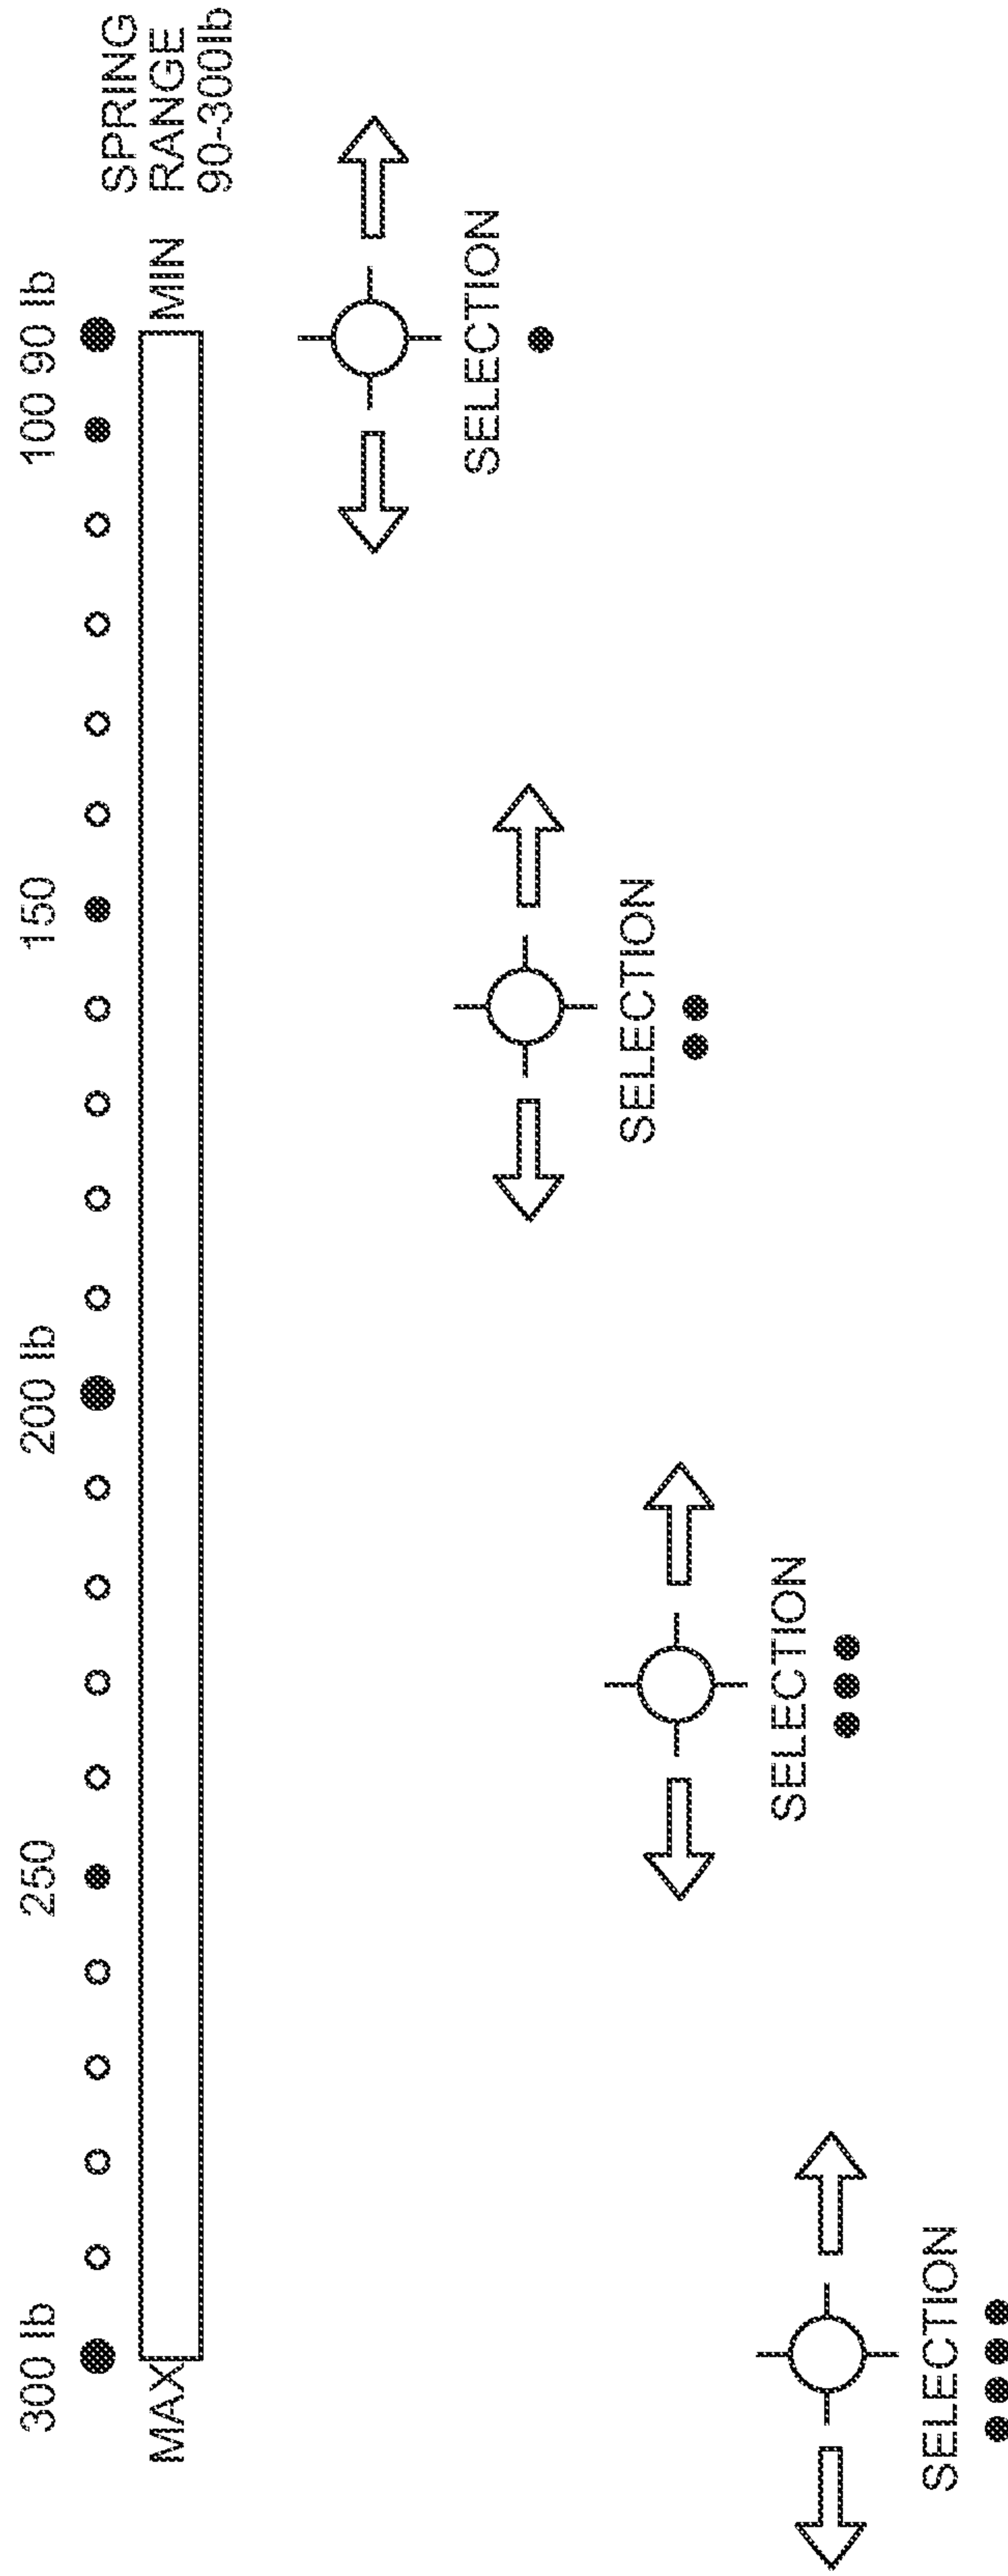 300 lb
250
200 lb
150
100
90 lb
MAX
MIN
SPRING
RANGE
90-300lb
SELECTION
SELECTION
SELECTION
SELECTION